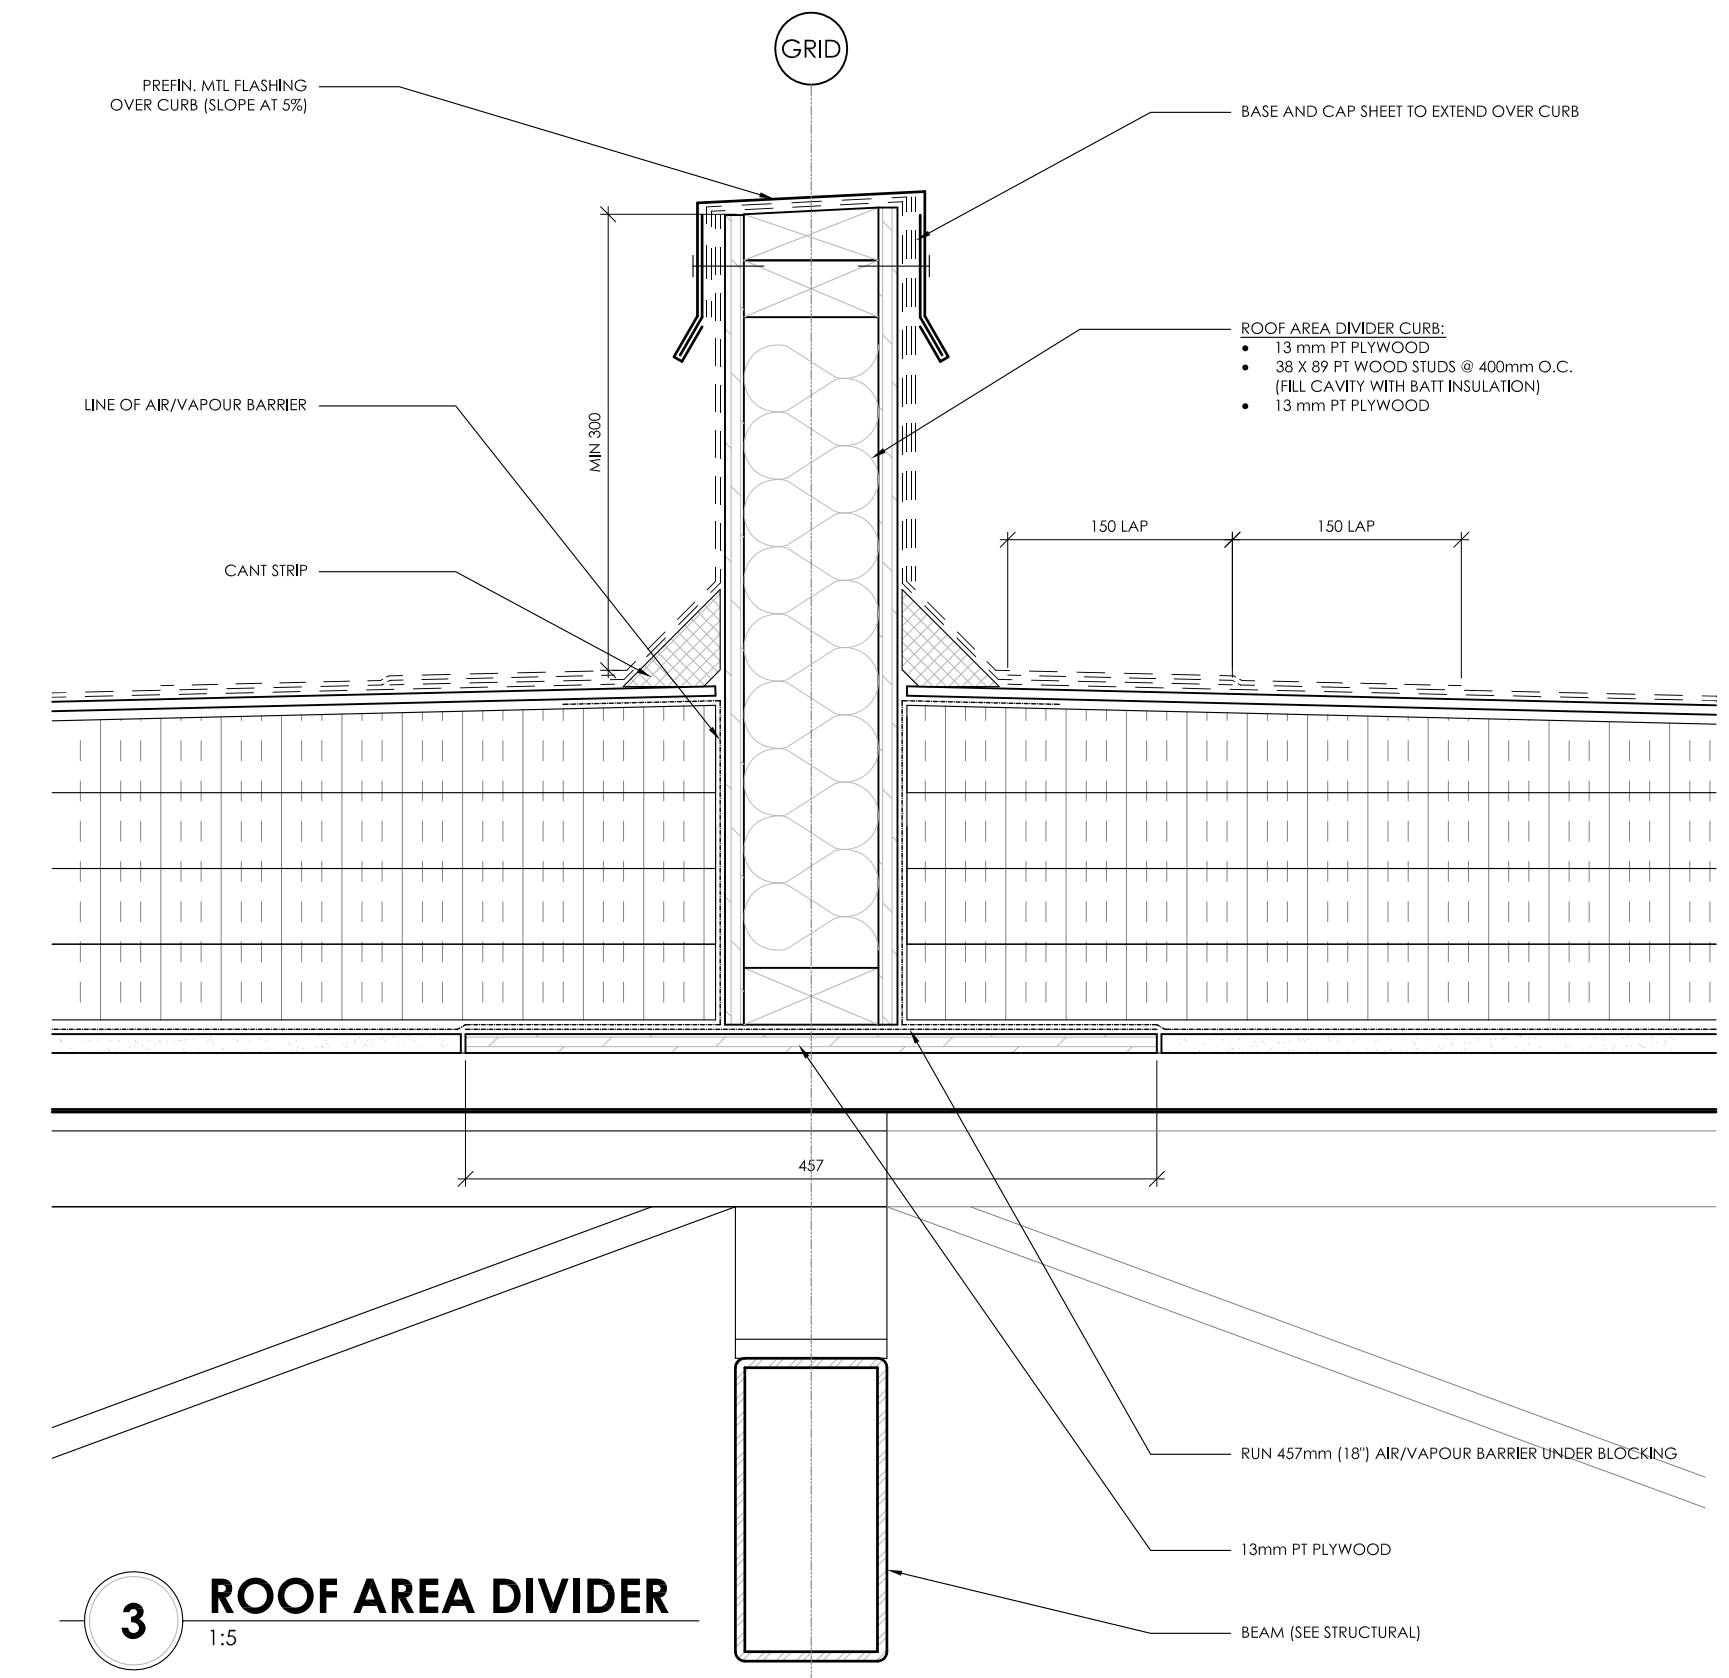 GRID
PREFIN. MTL FLASHING
OVER CURB (SLOPE AT 5%)
BASE AND CAP SHEET TO EXTEND OVER CURB
ROOF AREA DIVIDER CURB:
• 13 mm PT PLYWOOD
• 38 X 89 PT WOOD STUDS @ 400mm O.C.
(FILL CAVITY WITH BATT INSULATION)
• 13 mm PT PLYWOOD
LINE OF AIR/VAPOUR BARRIER
MIN 300
150 LAP
150 LAP
CANT STRIP
457
RUN 457mm (18") AIR/VAPOUR BARRIER UNDER BLOCKING
13mm PT PLYWOOD
BEAM (SEE STRUCTURAL)
3
ROOF AREA DIVIDER
1:5